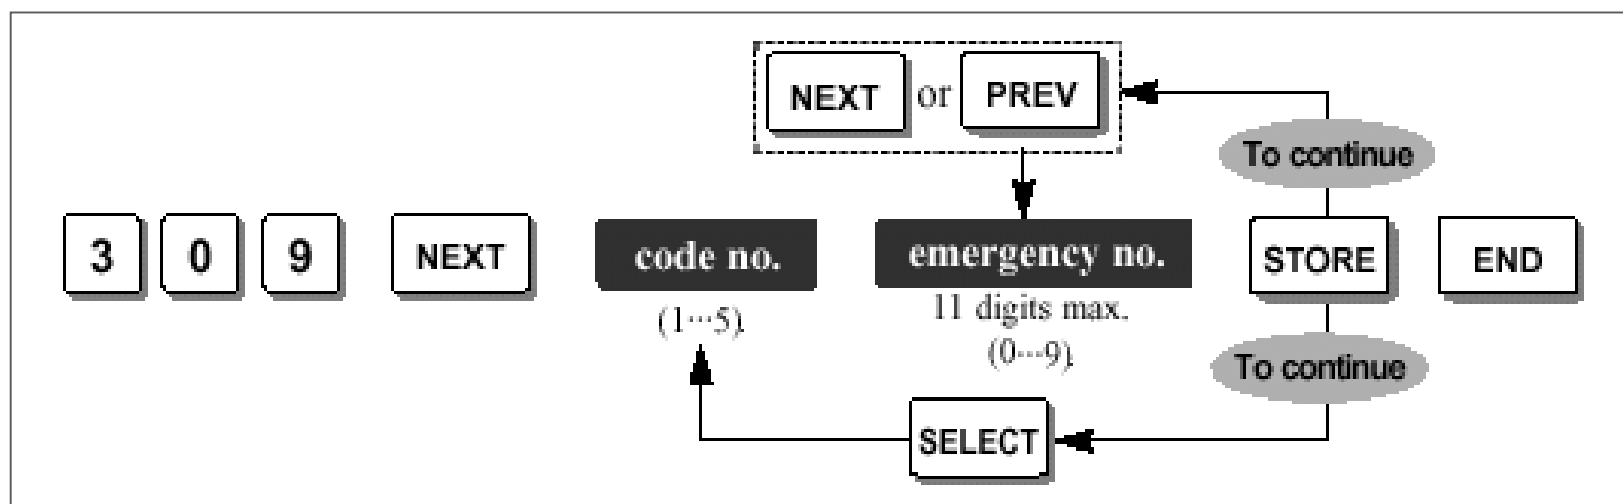 NEXT or PREV
To continue
3 0 9 NEXT code no. emergency no. STORE END
(1···5) 11 digits max.
(0···9)
To continue
SELECT